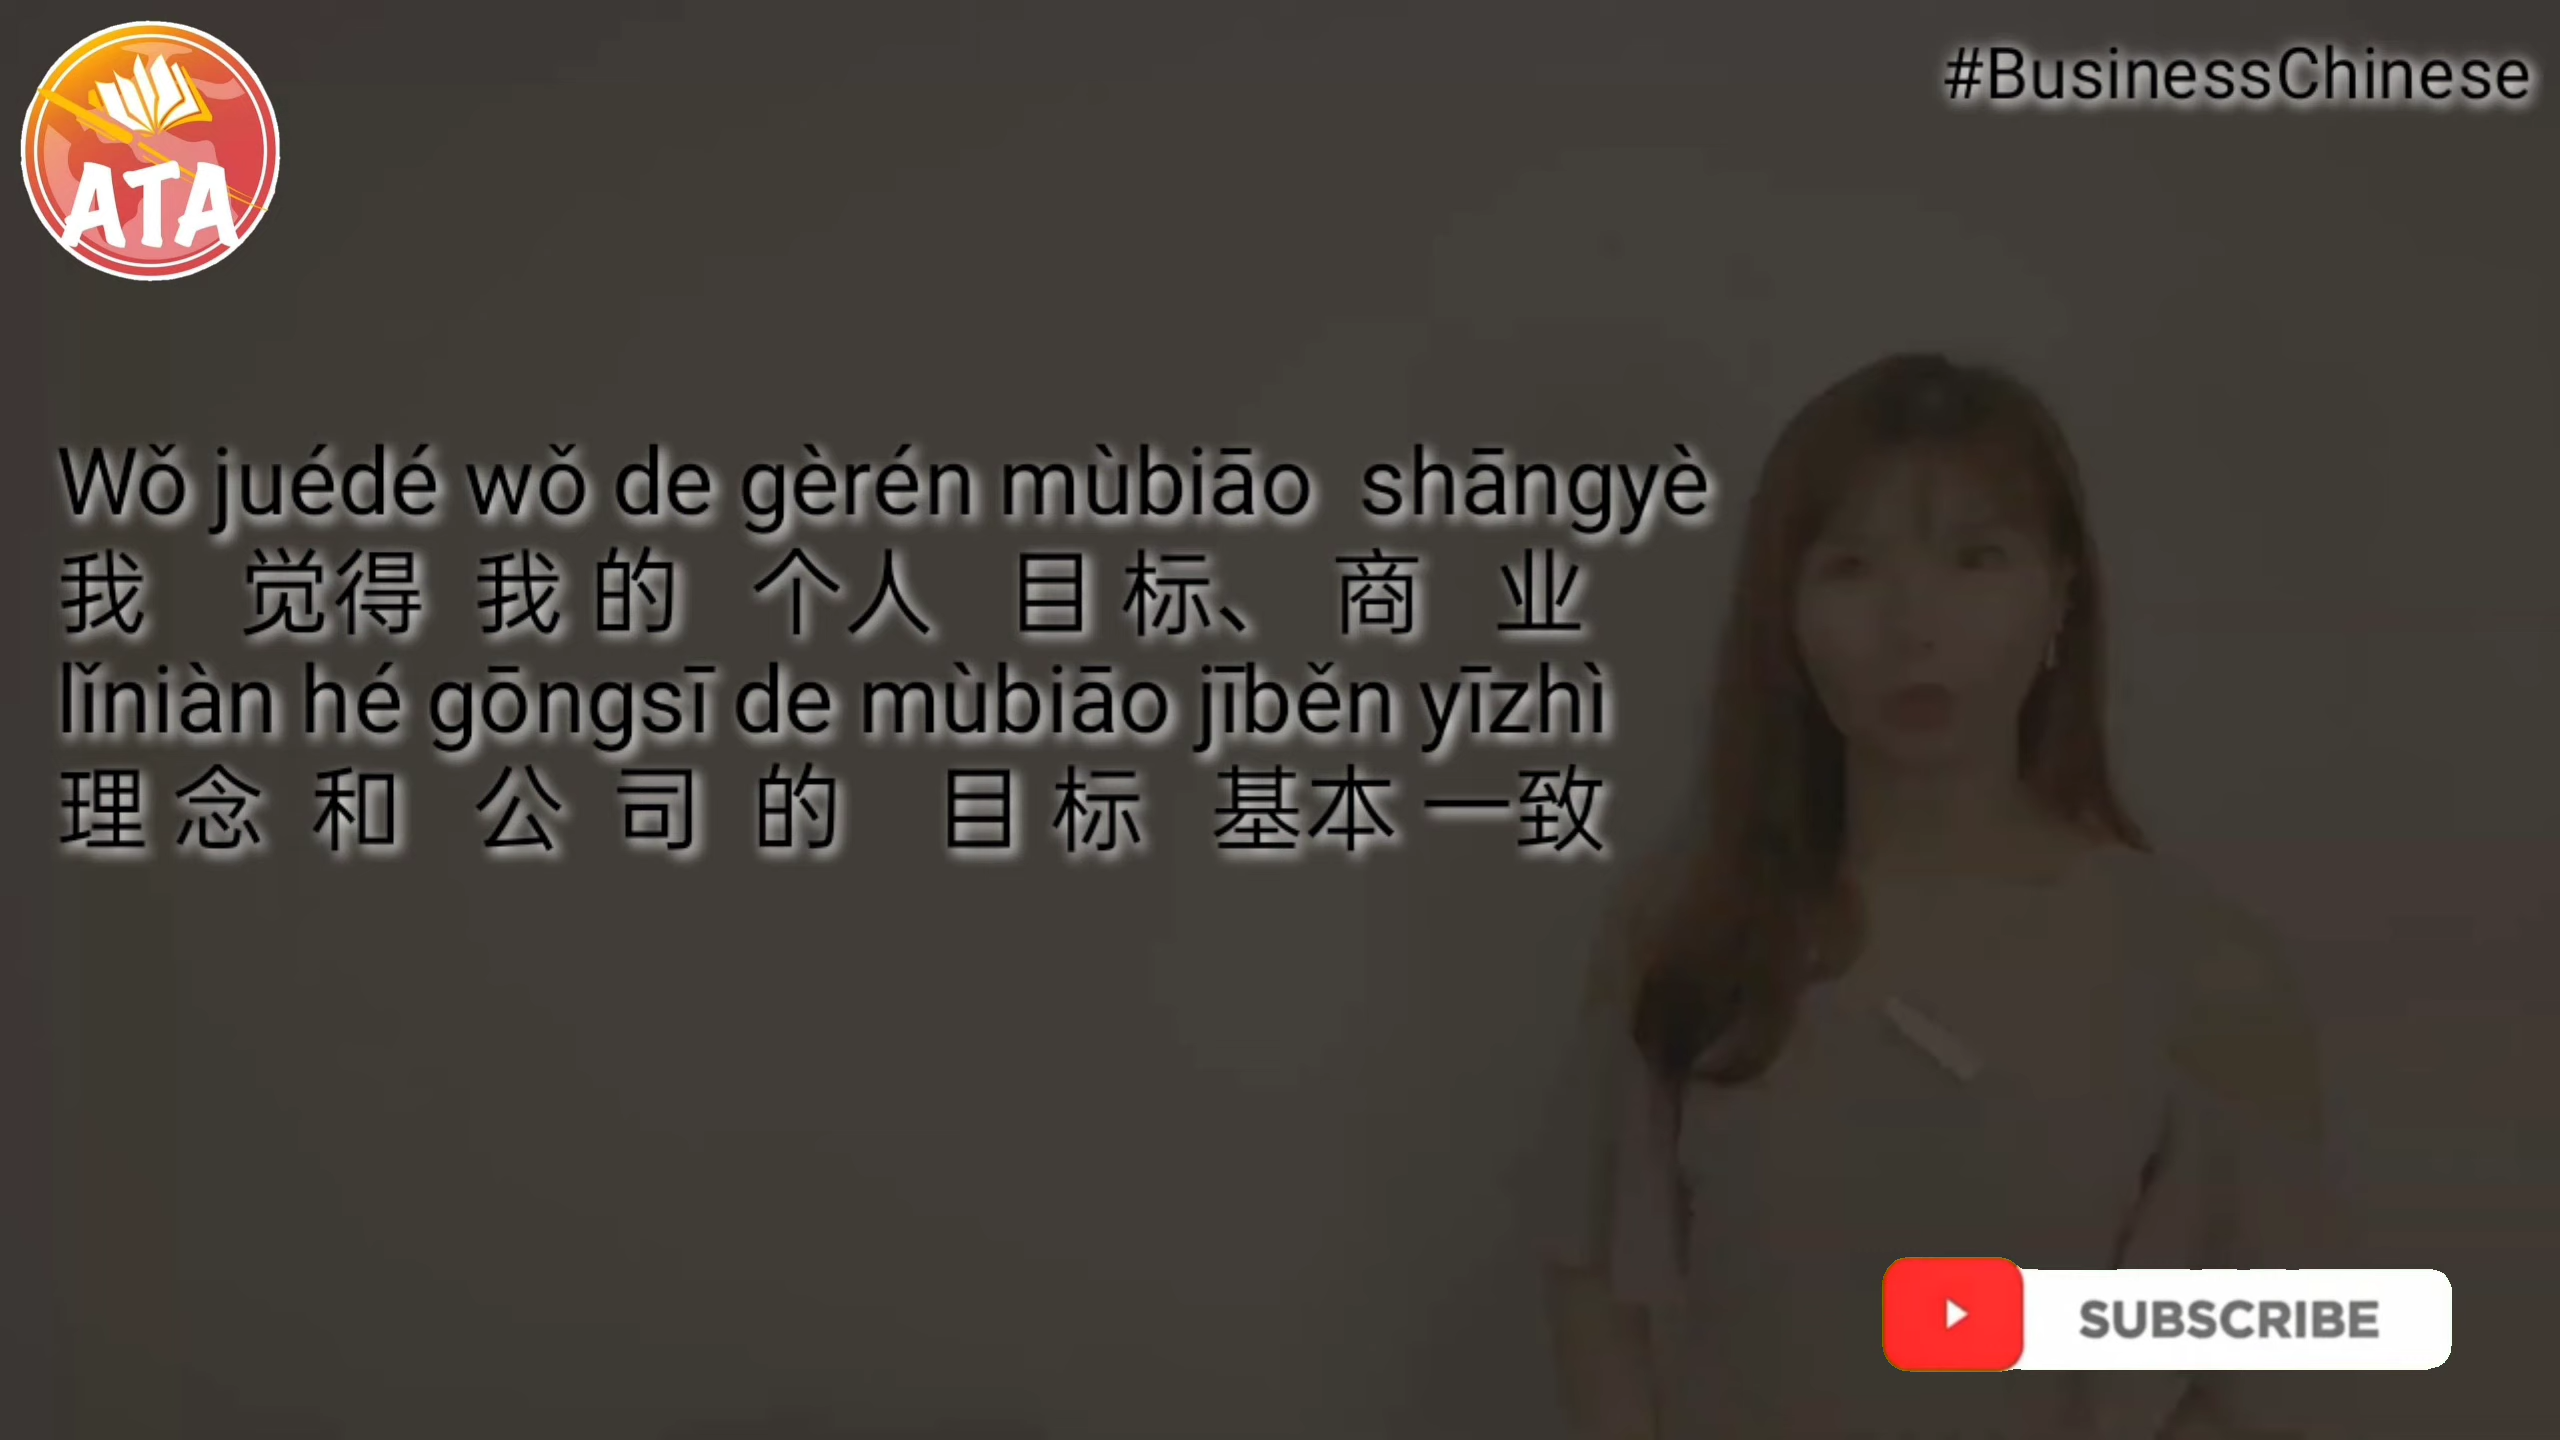 ATA
#BusinessChinese
Wǒ juédé wǒ de gèrén mùbiāo shāngyè
我 觉得 我 的 个人 目 标、 商 业
lǐniàn hé gōngsī de mùbiāo jīběn yīzhì
理 念 和 公 司 的 目 标 基本 一致
SUBSCRIBE